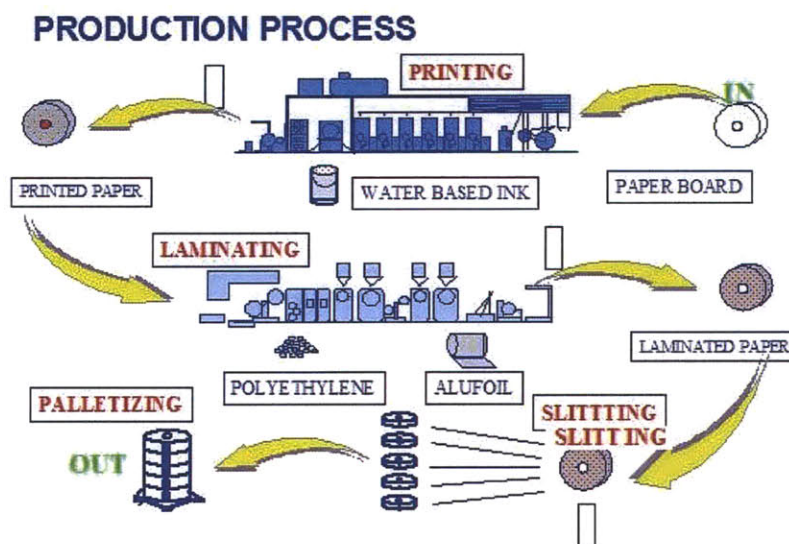 PRODUCTION PROCESS
PRINTING
IN
PRINTED PAPER
WATER BASED INK
PAPER BOARD
LAMINATING
LAMINATED PAPER
POLYETHYLENE
ALUFOIL
PALLETIZING
SLITTTING
SLITTING
OUT